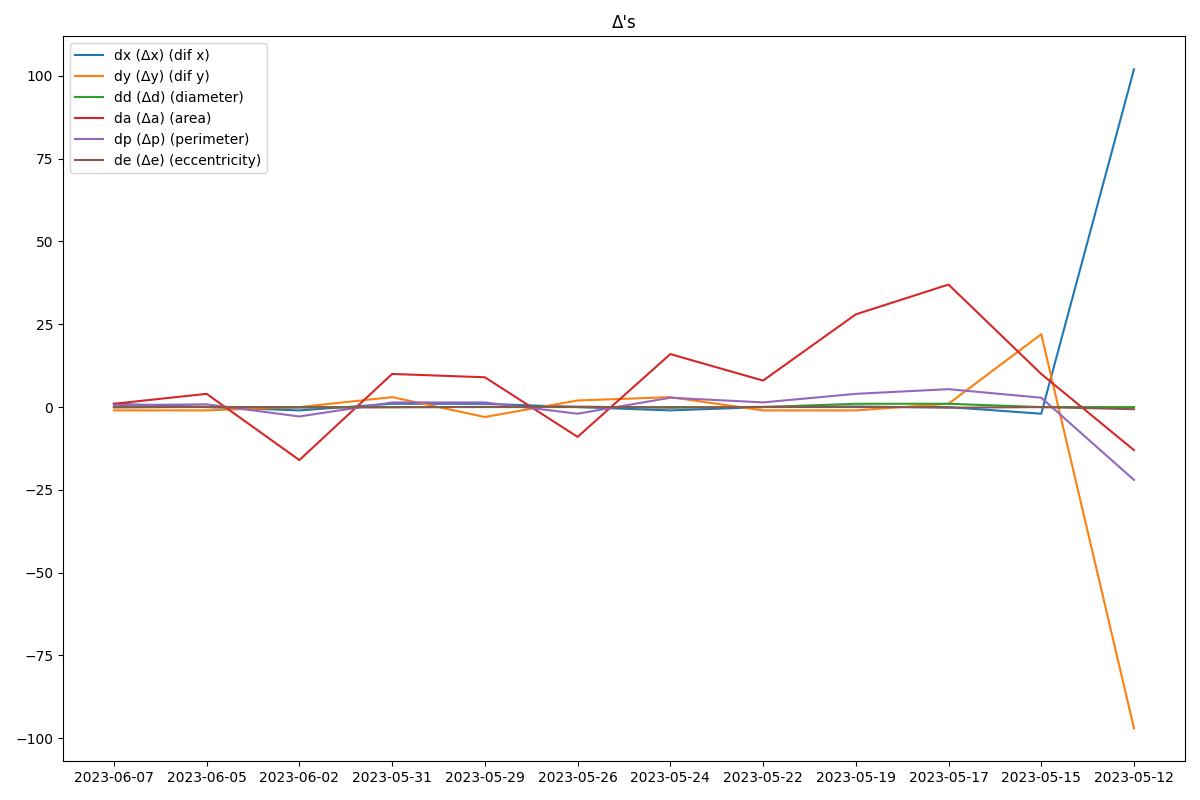 Δ's
dx (Δx) (dif x)
dy (Δy) (dif y)
dd (Δd) (diameter)
da (Δa) (area)
dp (Δp) (perimeter)
de (Δe) (eccentricity)
100
75
50
25
0
−25
−50
−75
−100
2023-06-07 2023-06-05 2023-06-02 2023-05-31 2023-05-29 2023-05-26 2023-05-24 2023-05-22 2023-05-19 2023-05-17 2023-05-15 2023-05-12